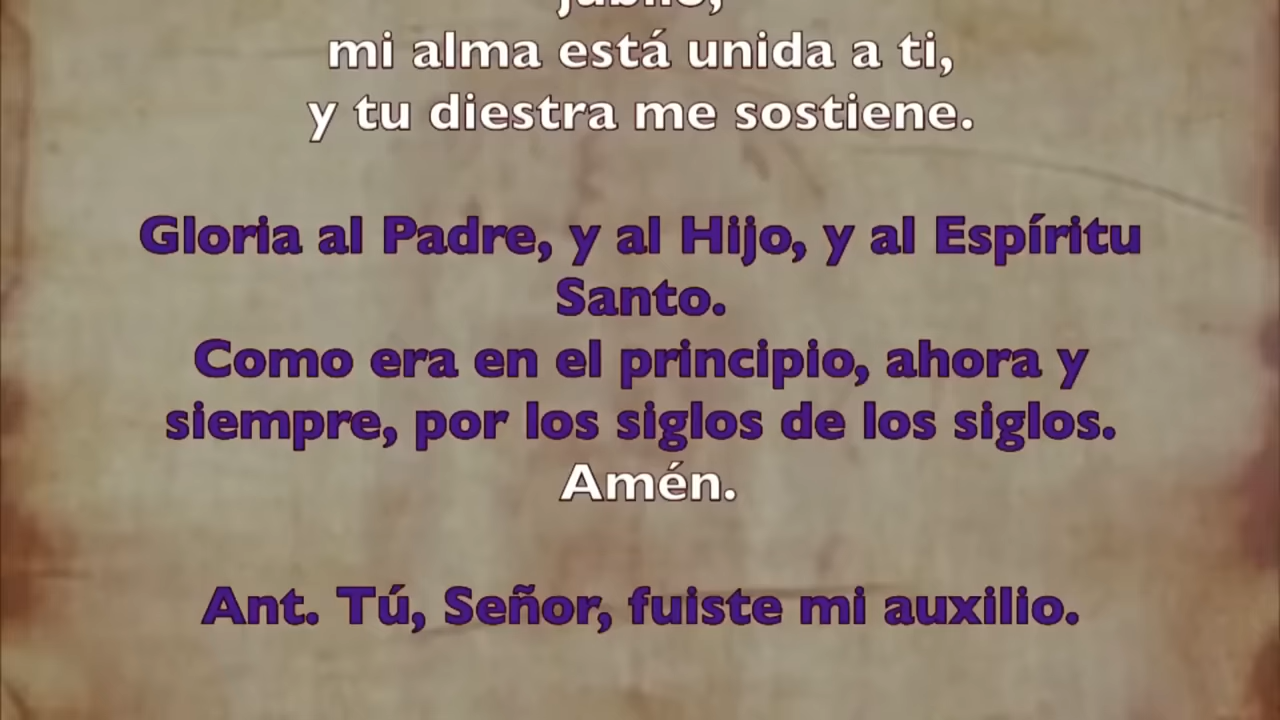 júbilo,
mi alma está unida a ti,
y tu diestra me sostiene.
Gloria al Padre, y al Hijo, y al Espíritu
Santo.
Como era en el principio, ahora y
siempre, por los siglos de los siglos.
Amén.
Ant. Tú, Señor, fuiste mi auxilio.